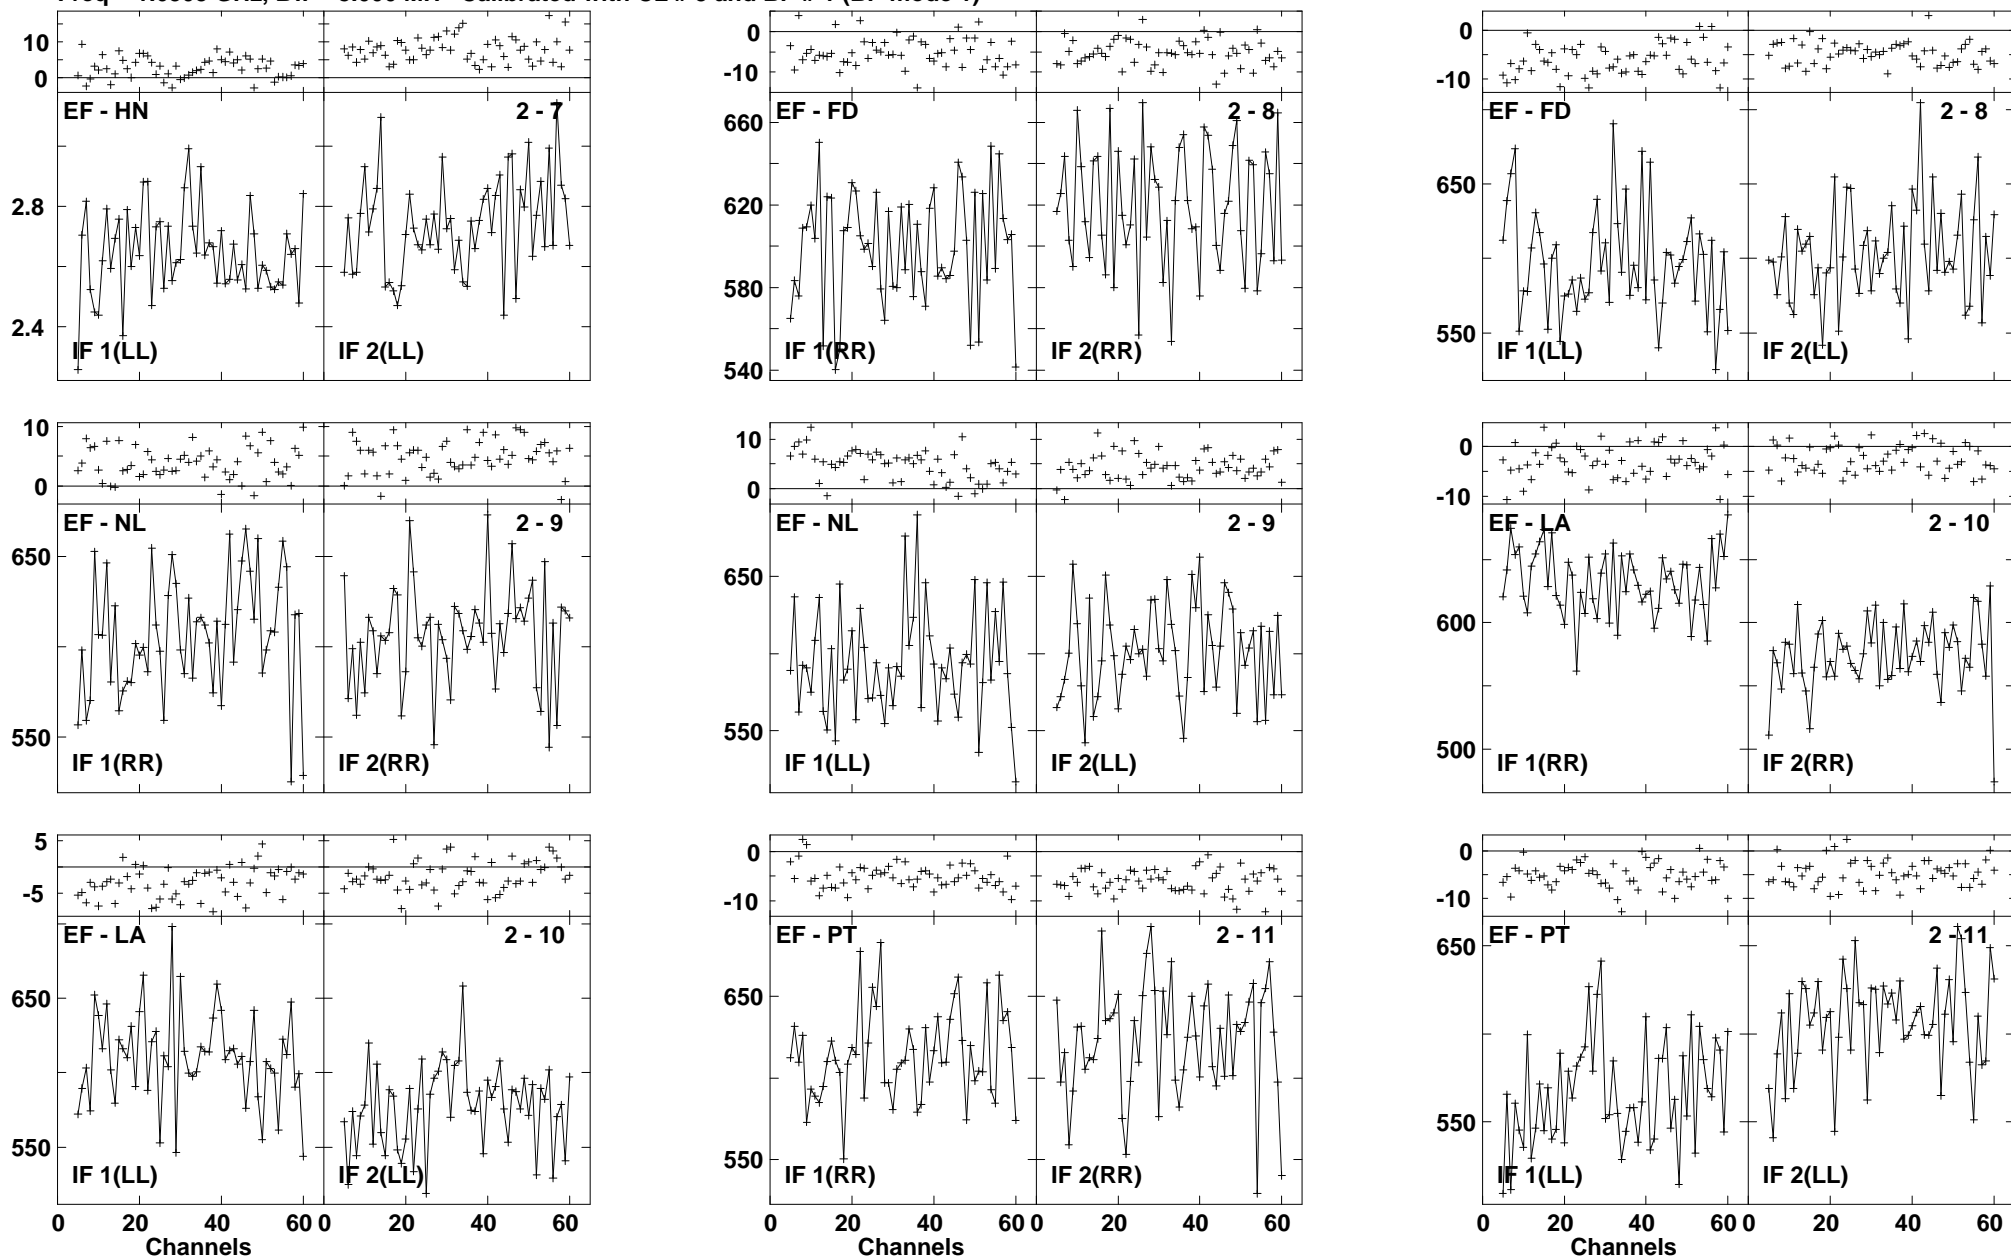 10
0
EF - HN
2 - 7
2.8
2.4
IF 1(LL)
IF 2(LL)
0
-10
EF - FD
2 - 8
660
620
580
540
IF 1(RR)
IF 2(RR)
0
-10
EF - FD
2 - 8
650
550
IF 1(LL)
IF 2(LL)
10
0
EF - NL
2 - 9
650
550
IF 1(RR)
IF 2(RR)
10
0
EF - NL
2 - 9
650
550
IF 1(LL)
IF 2(LL)
0
-10
EF - LA
2 - 10
600
500
IF 1(RR)
IF 2(RR)
5
-5
EF - LA
2 - 10
650
550
IF 1(LL)
IF 2(LL)
0 20 40 60 0 20 40 60
Channels
0
-10
EF - PT
2 - 11
650
550
IF 1(RR)
IF 2(RR)
0 20 40 60 0 20 40 60
Channels
0
-10
EF - PT
2 - 11
650
550
IF 1(LL)
IF 2(LL)
0 20 40 60 0 20 40 60
Channels